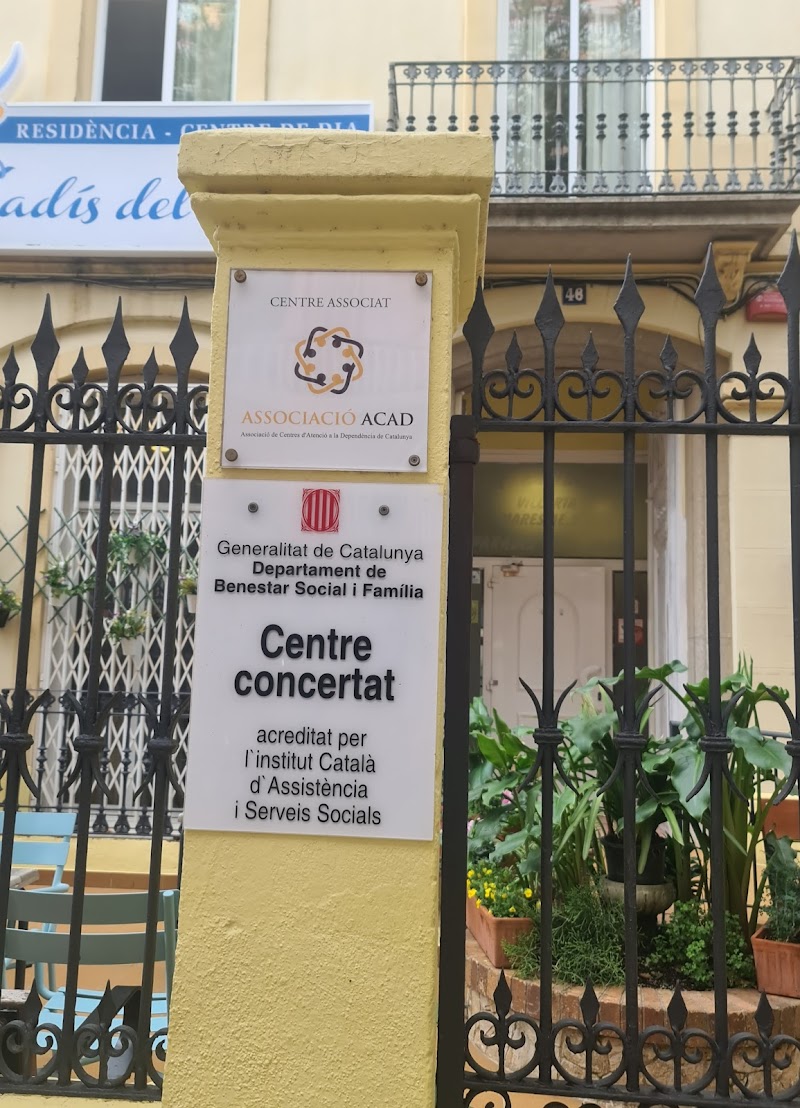 RESIDÈNCIA - CENTRE DE DIA
adís del
CENTRE ASSOCIAT
ASSOCIACIÓ ACAD
Associació de Centres d'Atenció a la Dependència de Catalunya
46
Generalitat de Catalunya
Departament de
Benestar Social i Família
Centre
concertat
acreditat per
l`institut Català
d`Assistència
i Serveis Socials